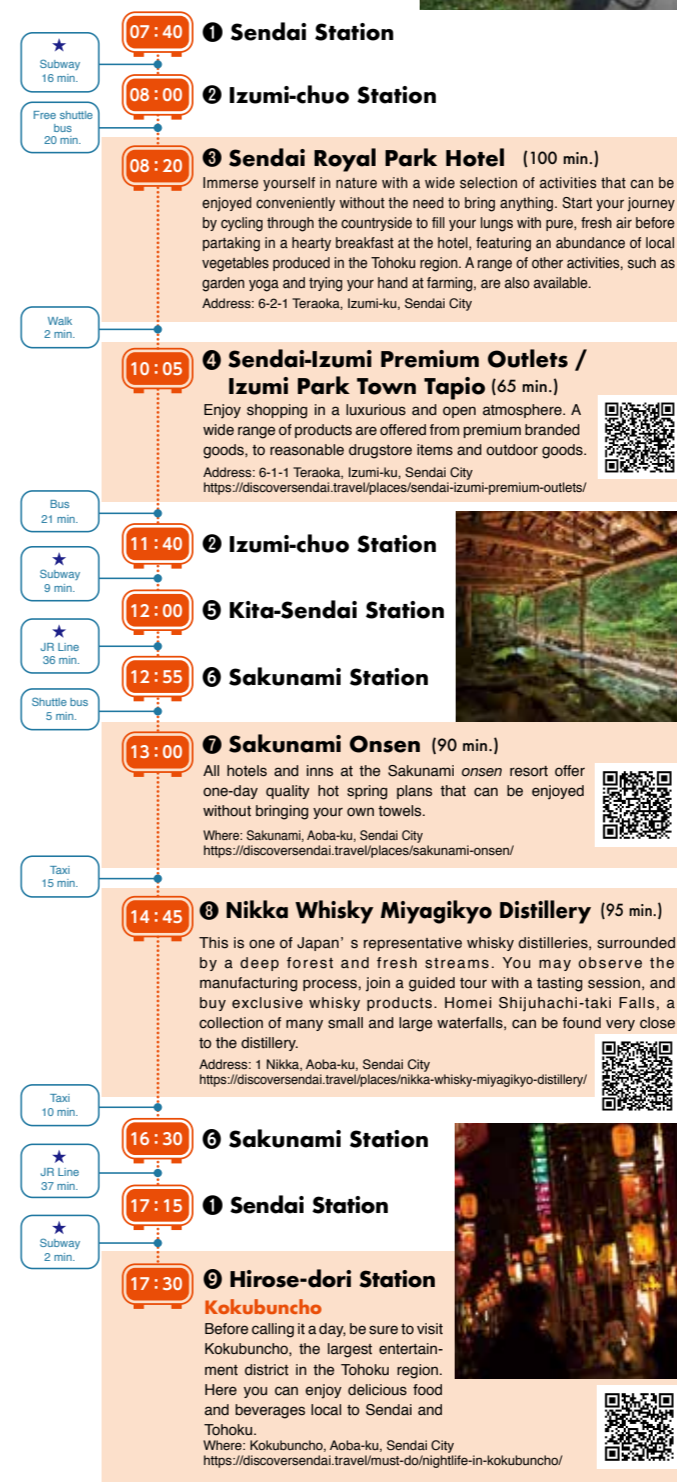 07:40 ❶ Sendai Station
★
Subway
16 min.
08:00 ❷ Izumi-chuo Station
Free shuttle
bus
20 min.
08:20 ❸ Sendai Royal Park Hotel (100 min.)
Immerse yourself in nature with a wide selection of activities that can be
enjoyed conveniently without the need to bring anything. Start your journey
by cycling through the countryside to fill your lungs with pure, fresh air before
partaking in a hearty breakfast at the hotel, featuring an abundance of local
vegetables produced in the Tohoku region. A range of other activities, such as
garden yoga and trying your hand at farming, are also available.
Address: 6-2-1 Teraoka, Izumi-ku, Sendai City
Walk
2 min.
10:05 ❹ Sendai-Izumi Premium Outlets /
Izumi Park Town Tapio (65 min.)
Enjoy shopping in a luxurious and open atmosphere. A
wide range of products are offered from premium branded
goods, to reasonable drugstore items and outdoor goods.
Address: 6-1-1 Teraoka, Izumi-ku, Sendai City
https://discoversendai.travel/places/sendai-izumi-premium-outlets/
Bus
21 min.
11:40 ❷ Izumi-chuo Station
★
Subway
9 min.
12:00 ❺ Kita-Sendai Station
★
JR Line
36 min.
12:55 ❻ Sakunami Station
Shuttle bus
5 min.
13:00 ❼ Sakunami Onsen (90 min.)
All hotels and inns at the Sakunami onsen resort offer
one-day quality hot spring plans that can be enjoyed
without bringing your own towels.
Where: Sakunami, Aoba-ku, Sendai City
https://discoversendai.travel/places/sakunami-onsen/
Taxi
15 min.
14:45 ❽ Nikka Whisky Miyagikyo Distillery (95 min.)
This is one of Japan’ s representative whisky distilleries, surrounded
by a deep forest and fresh streams. You may observe the
manufacturing process, join a guided tour with a tasting session, and
buy exclusive whisky products. Homei Shijuhachi-taki Falls, a
collection of many small and large waterfalls, can be found very close
to the distillery.
Address: 1 Nikka, Aoba-ku, Sendai City
https://discoversendai.travel/places/nikka-whisky-miyagikyo-distillery/
Taxi
10 min.
16:30 ❻ Sakunami Station
★
JR Line
37 min.
17:15 ❶ Sendai Station
★
Subway
2 min.
17:30 ❾ Hirose-dori Station
Kokubuncho
Before calling it a day, be sure to visit
Kokubuncho, the largest entertain-
ment district in the Tohoku region.
Here you can enjoy delicious food
and beverages local to Sendai and
Tohoku.
Where: Kokubuncho, Aoba-ku, Sendai City
https://discoversendai.travel/must-do/nightlife-in-kokubuncho/